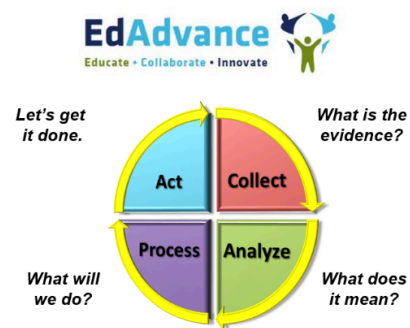 EdAdvance
Educate • Collaborate • Innovate
Let's get
it done.
What is the
evidence?
Act
Collect
Process
Analyze
What will
we do?
What does
it mean?